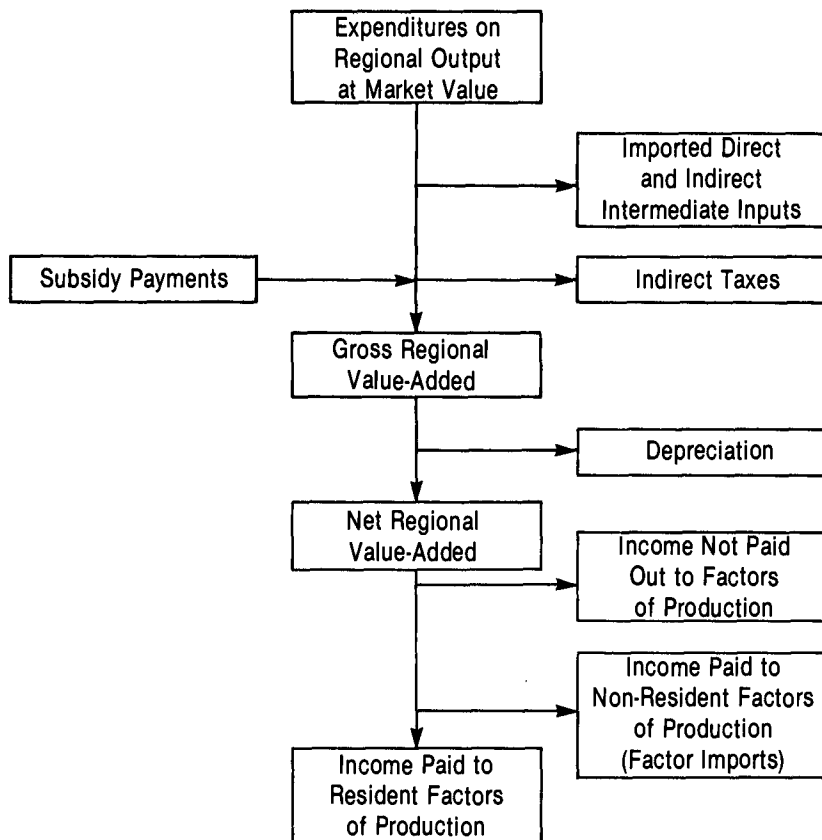 Expenditures on
Regional Output
at Market Value
Imported Direct
and Indirect
Intermediate Inputs
Subsidy Payments
Indirect Taxes
Gross Regional
Value-Added
Depreciation
Net Regional
Value-Added
Income Not Paid
Out to Factors
of Production
Income Paid to
Non-Resident Factors
of Production
(Factor Imports)
Income Paid to
Resident Factors
of Production